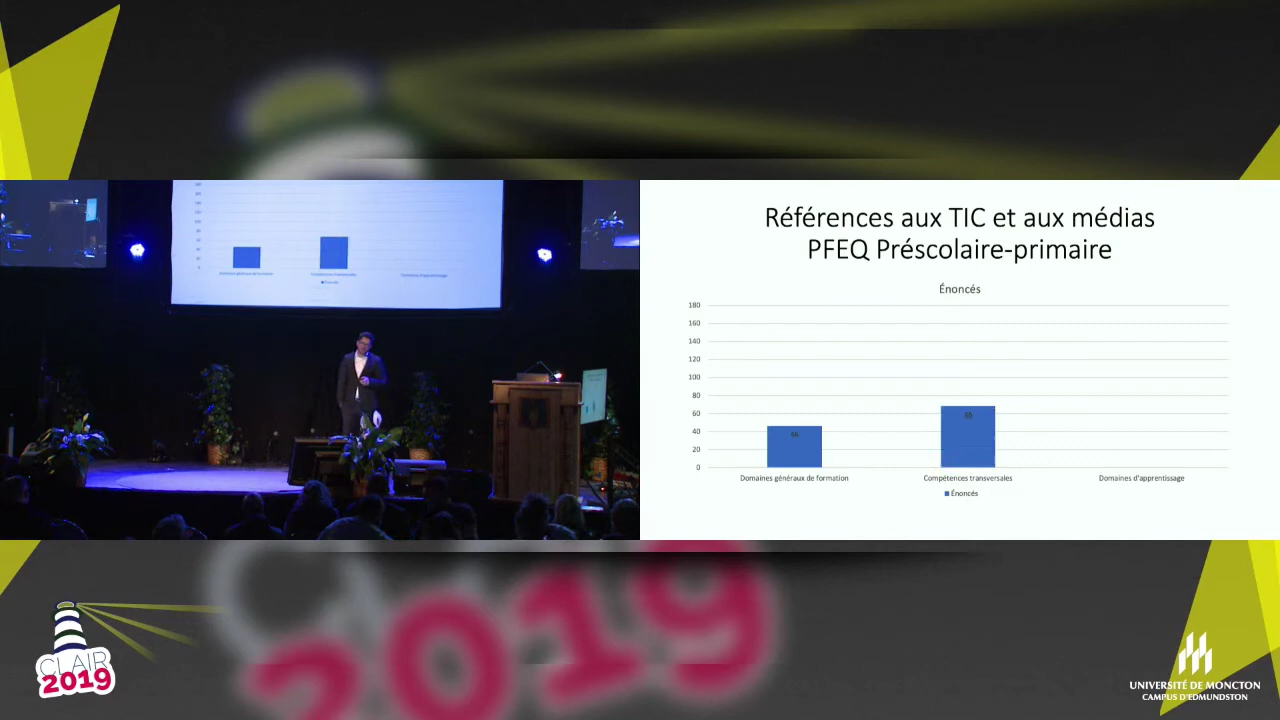 Références aux TIC et aux médias
PFEQ Préscolaire-primaire
Énoncés
180
160
140
120
100
80
60
40
20
0
Domaines généraux de formation
Compétences transversales
Domaines d'apprentissage
Énoncés
CLAIR
2019
2019
UNIVERSITÉ DE MONCTON
CAMPUS D'EDMUNDSTON